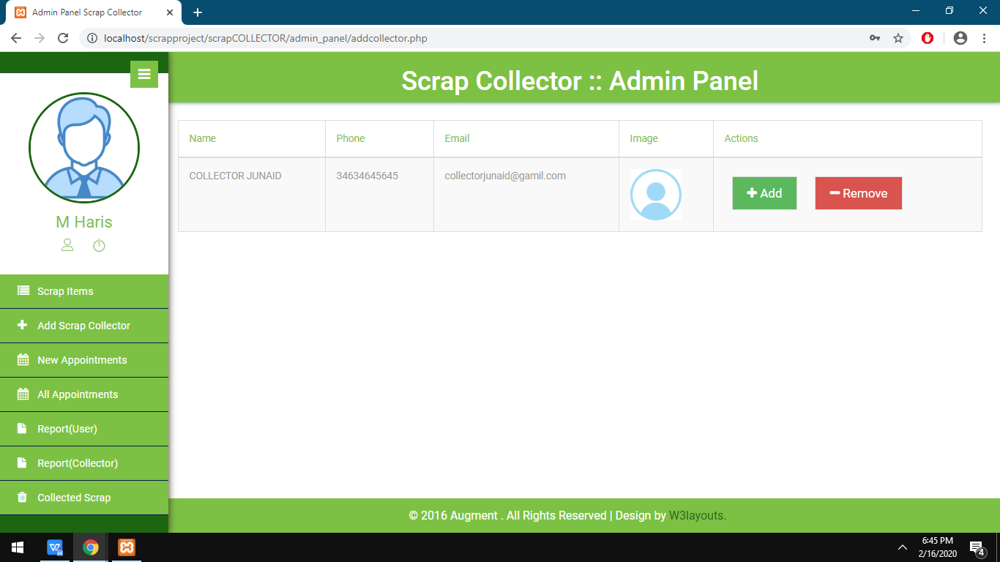 Admin Panel Scrap Collector
localhost/scrapproject/scrapCOLLECTOR/admin_panel/addcollector.php
Scrap Collector :: Admin Panel
M Haris
Scrap Items
Add Scrap Collector
New Appointments
All Appointments
Report(User)
Report(Collector)
Collected Scrap
Name Phone Email Image Actions
COLLECTOR JUNAID 34634645645 collectorjunaid@gamil.com Add Remove
© 2016 Augment . All Rights Reserved | Design by W3layouts.
6:45 PM
2/16/2020
4